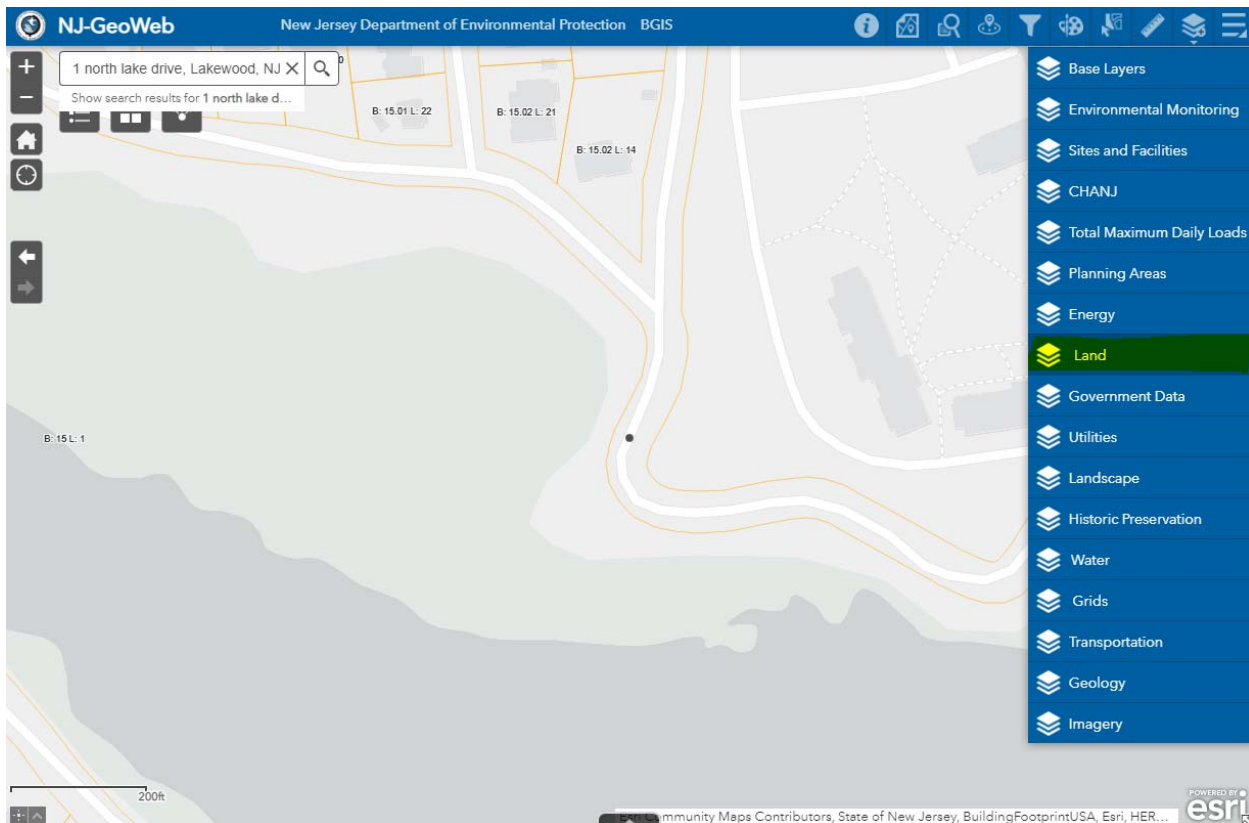 NJ-GeoWeb
New Jersey Department of Environmental Protection BGIS
1 north lake drive, Lakewood, NJ
Show search results for 1 north lake d...
B: 15.01 L: 22
B: 15.02 L: 21
B: 15.02 L: 14
B: 15 L: 1
Base Layers
Environmental Monitoring
Sites and Facilities
CHANJ
Total Maximum Daily Loads
Planning Areas
Energy
Land
Government Data
Utilities
Landscape
Historic Preservation
Water
Grids
Transportation
Geology
Imagery
200ft
Esri Community Maps Contributors, State of New Jersey, BuildingFootprintUSA, Esri, HER...
POWERED BY
esri